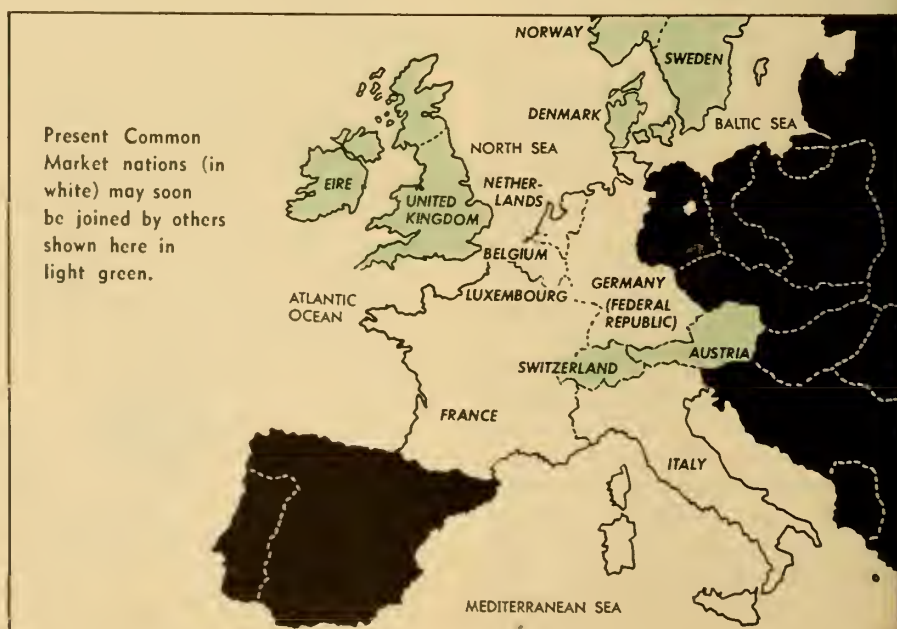 Present Common
Market nations (in
white) may soon
be joined by others
shown here in
light green.
NORWAY
SWEDEN
DENMARK
BALTIC SEA
NORTH SEA
EIRE
UNITED
KINGDOM
NETHER-
LANDS
BELGIUM
LUXEMBOURG
GERMANY
(FEDERAL
REPUBLIC)
ATLANTIC
OCEAN
SWITZERLAND
AUSTRIA
FRANCE
ITALY
MEDITERRANEAN SEA